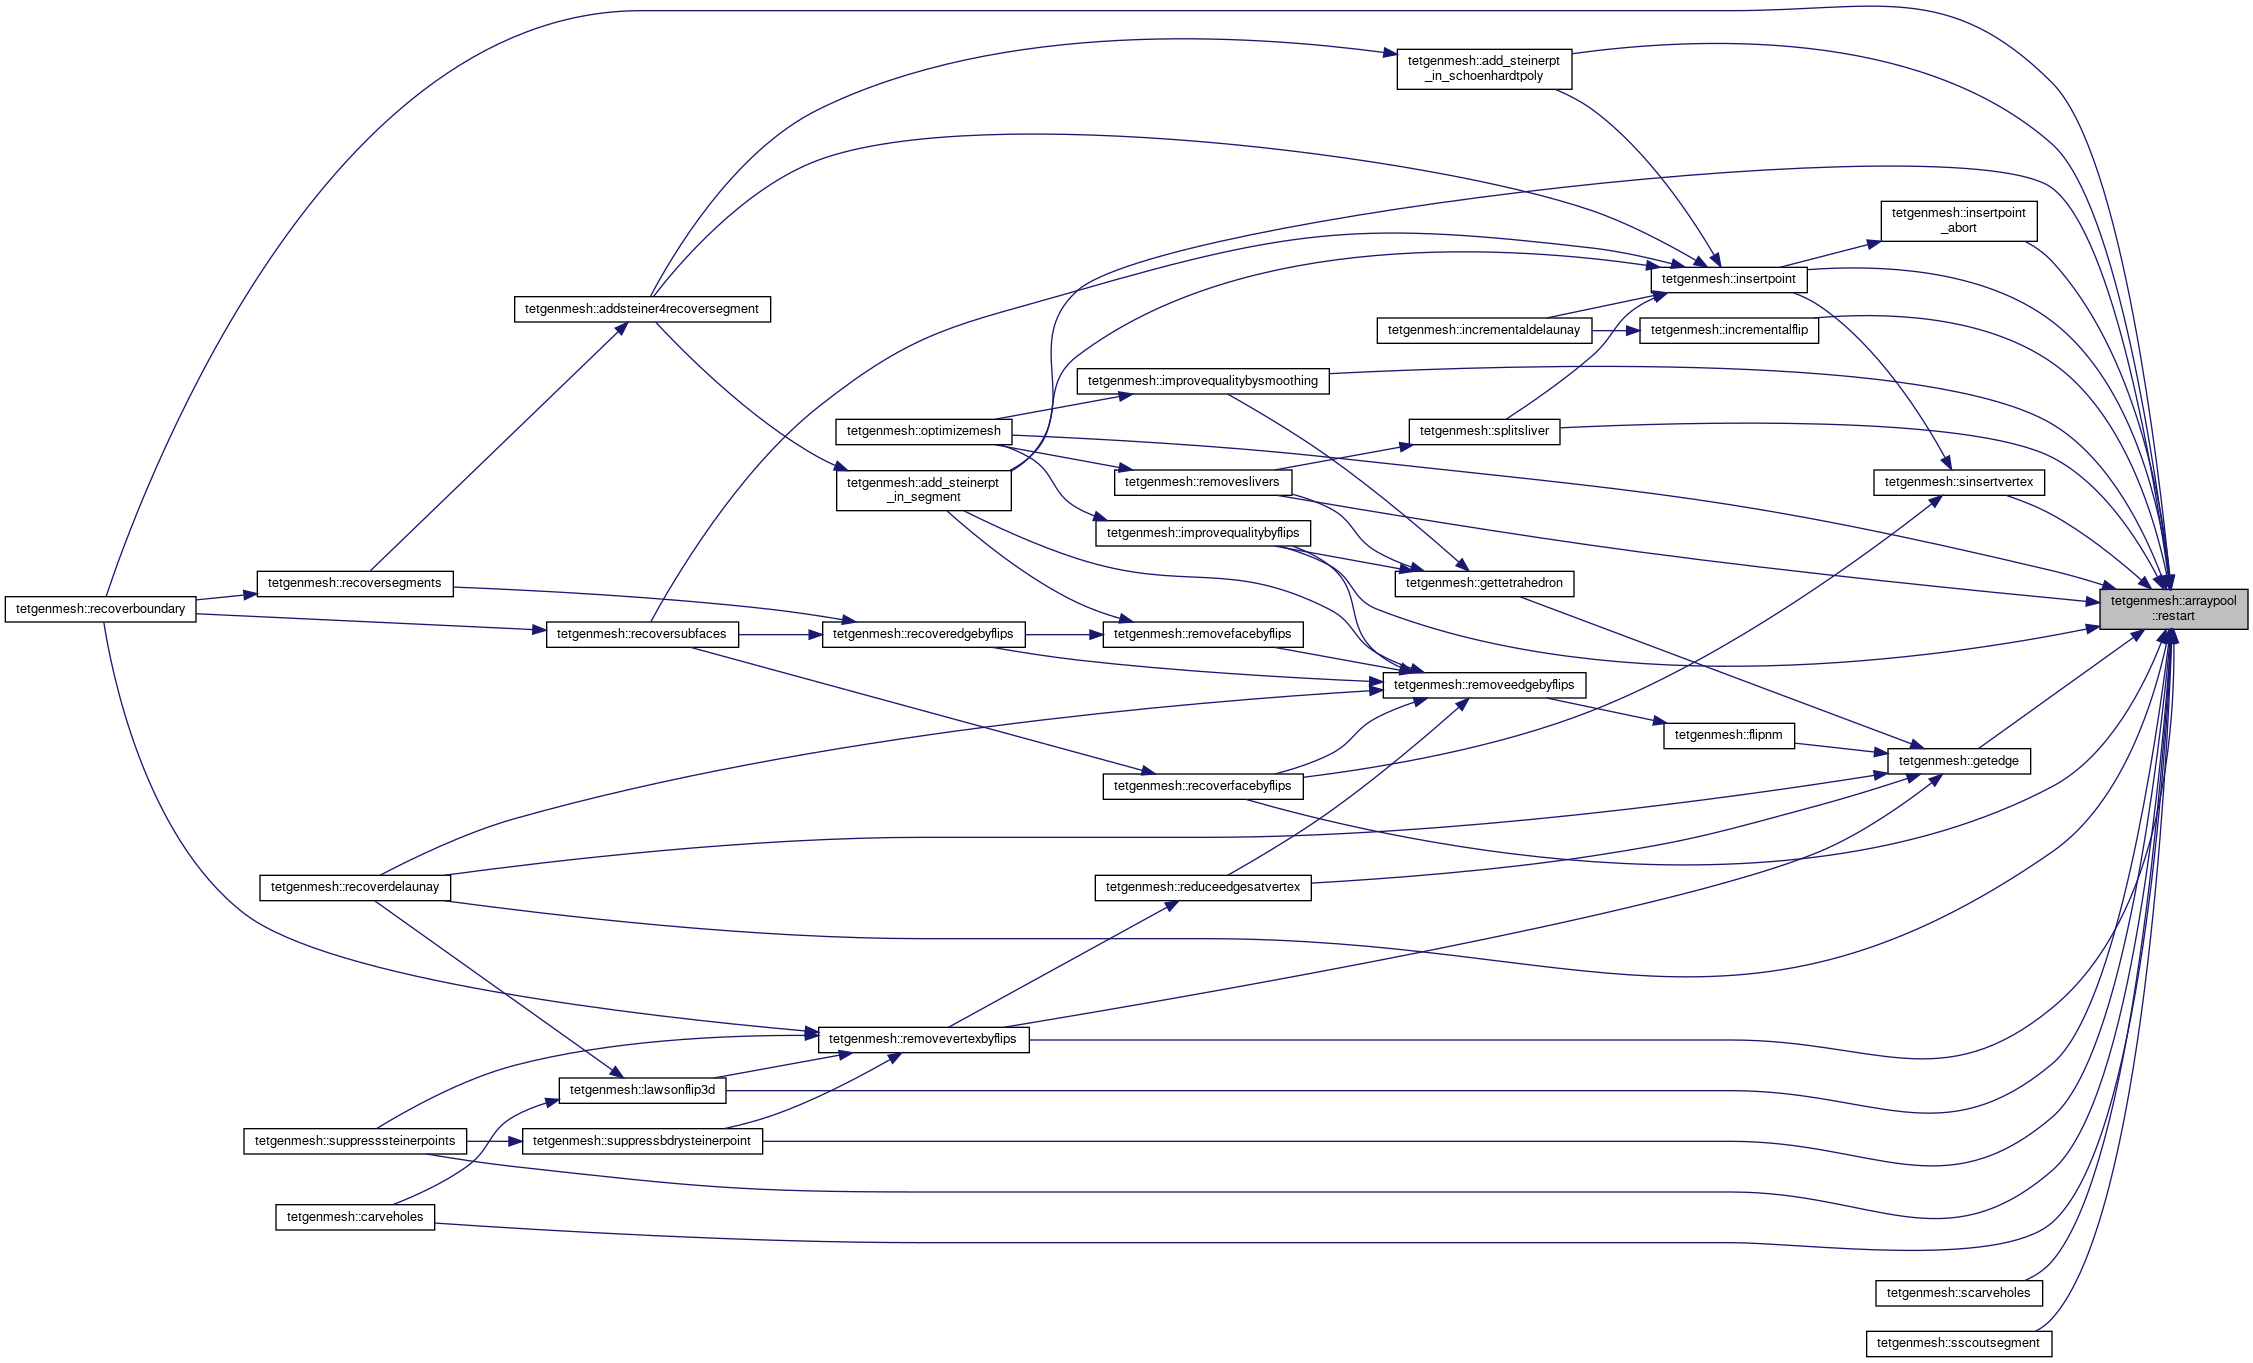 tetgenmesh::add_steinerpt
_in_schoenhardtpoly
tetgenmesh::insertpoint
_abort
tetgenmesh::insertpoint
tetgenmesh::addsteiner4recoversegment
tetgenmesh::incrementaldelaunay
tetgenmesh::incrementalflip
tetgenmesh::improvequalitybysmoothing
tetgenmesh::optimizemesh
tetgenmesh::splitsliver
tetgenmesh::add_steinerpt
_in_segment
tetgenmesh::removeslivers
tetgenmesh::sinsertvertex
tetgenmesh::improvequalitybyflips
tetgenmesh::recoversegments
tetgenmesh::gettetrahedron
tetgenmesh::recoverboundary
tetgenmesh::arraypool
::restart
tetgenmesh::recoversubfaces
tetgenmesh::recoveredgebyflips
tetgenmesh::removefacebyflips
tetgenmesh::removeedgebyflips
tetgenmesh::flipnm
tetgenmesh::getedge
tetgenmesh::recoverfacebyflips
tetgenmesh::recoverdelaunay
tetgenmesh::reduceedgesatvertex
tetgenmesh::removevertexbyflips
tetgenmesh::lawsonflip3d
tetgenmesh::suppresssteinerpoints
tetgenmesh::suppressbdrysteinerpoint
tetgenmesh::carveholes
tetgenmesh::scarveholes
tetgenmesh::sscoutsegment